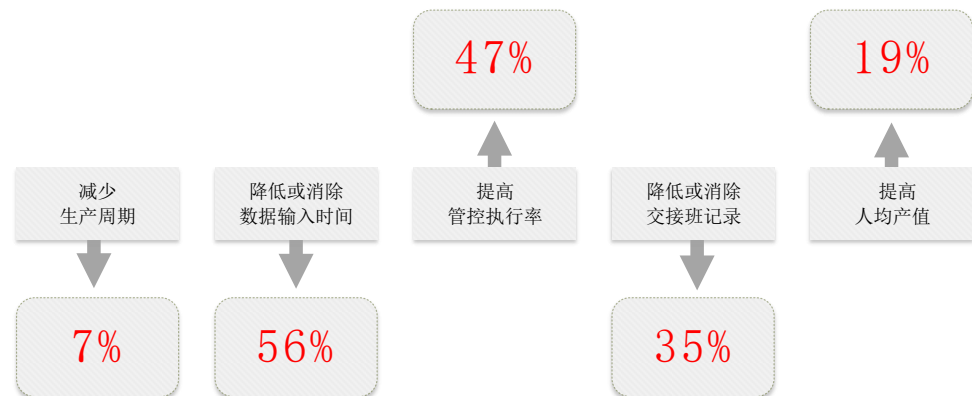 47%
19%
减少
生产周期
降低或消除
数据输入时间
提高
管控执行率
降低或消除
交接班记录
提高
人均产值
7%
56%
35%